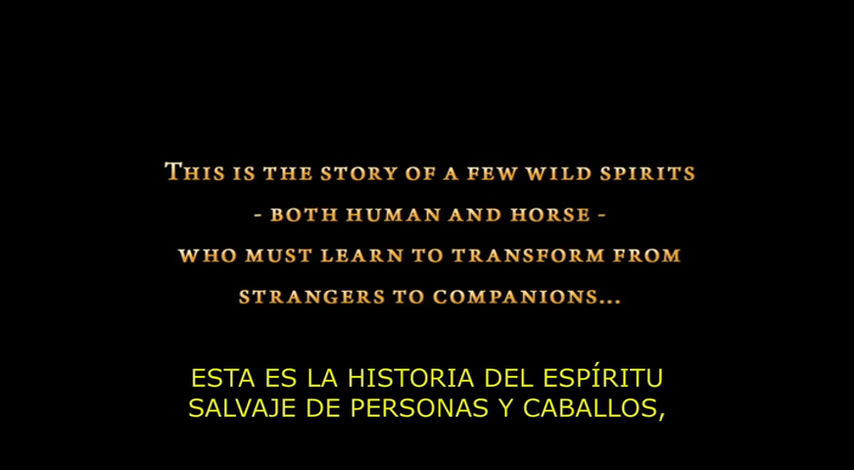 THIS IS THE STORY OF A FEW WILD SPIRITS
- BOTH HUMAN AND HORSE -
WHO MUST LEARN TO TRANSFORM FROM
STRANGERS TO COMPANIONS...
ESTA ES LA HISTORIA DEL ESPÍRITU
SALVAJE DE PERSONAS Y CABALLOS,